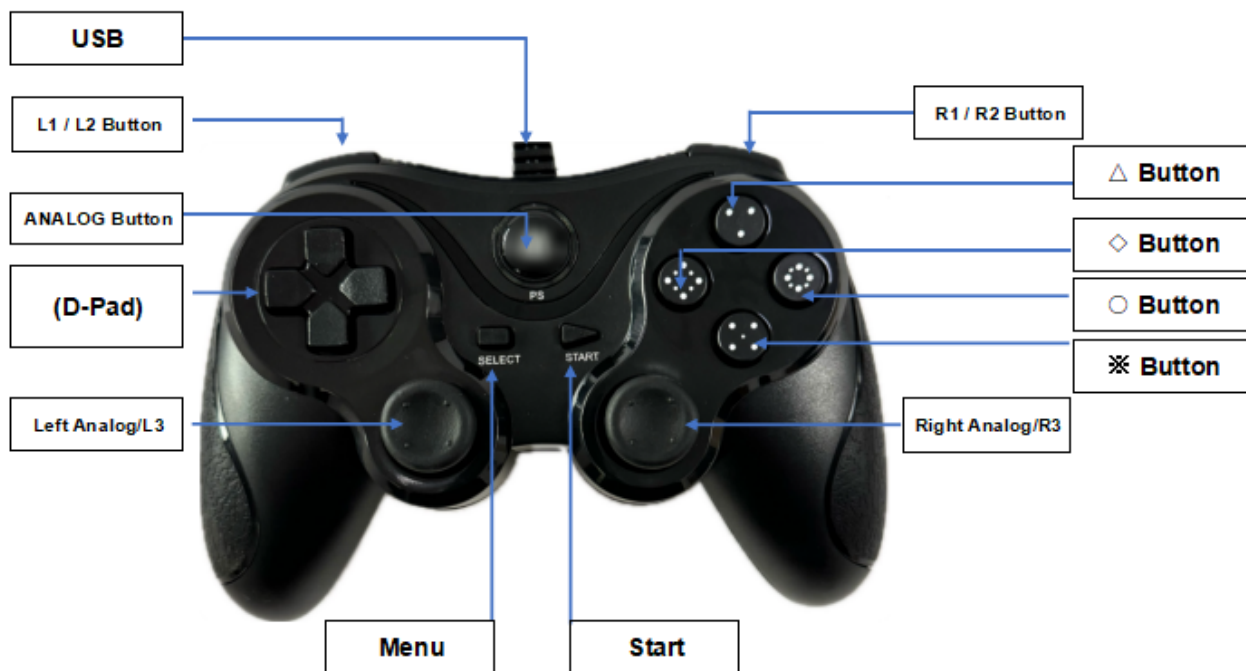 USB
L1 / L2 Button
R1 / R2 Button
△ Button
ANALOG Button
◇ Button
(D-Pad)
PS
○ Button
SELECT
START
※ Button
Left Analog/L3
Right Analog/R3
Menu
Start